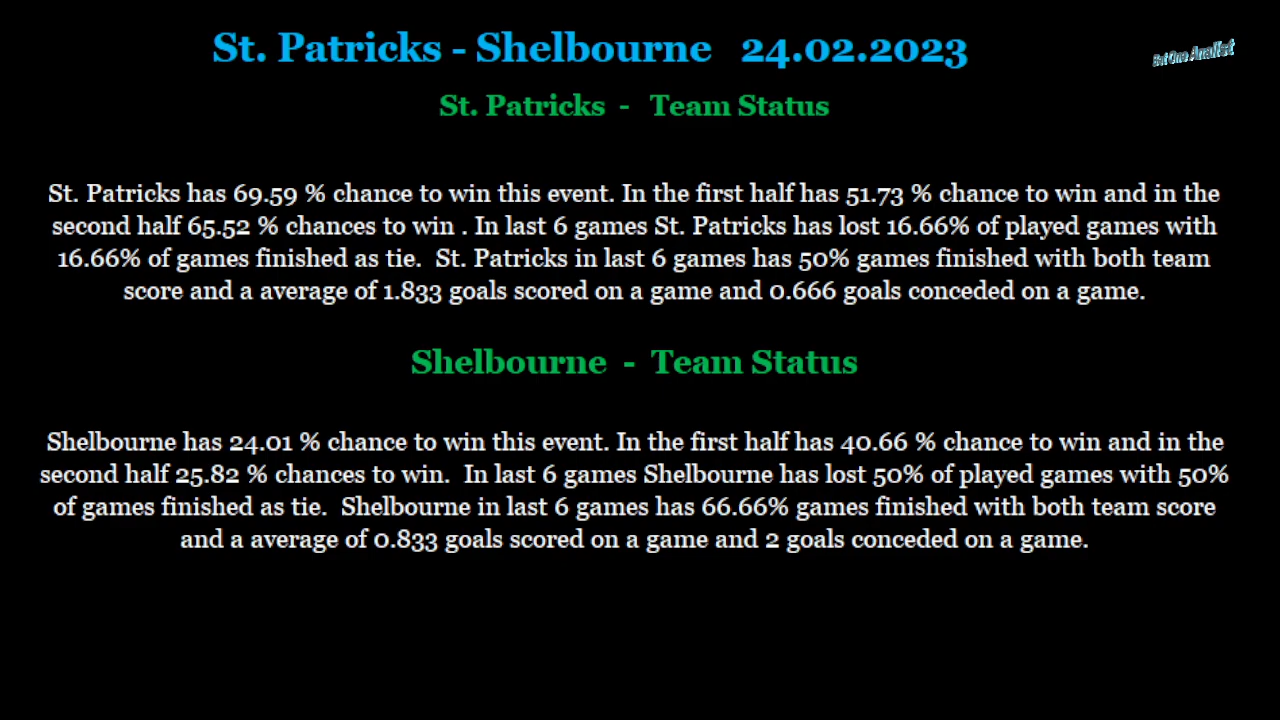 St. Patricks - Shelbourne 24.02.2023
Bet One Analist
St. Patricks - Team Status
St. Patricks has 69.59 % chance to win this event. In the first half has 51.73 % chance to win and in the
second half 65.52 % chances to win . In last 6 games St. Patricks has lost 16.66% of played games with
16.66% of games finished as tie. St. Patricks in last 6 games has 50% games finished with both team
score and a average of 1.833 goals scored on a game and 0.666 goals conceded on a game.
Shelbourne - Team Status
Shelbourne has 24.01 % chance to win this event. In the first half has 40.66 % chance to win and in the
second half 25.82 % chances to win. In last 6 games Shelbourne has lost 50% of played games with 50%
of games finished as tie. Shelbourne in last 6 games has 66.66% games finished with both team score
and a average of 0.833 goals scored on a game and 2 goals conceded on a game.